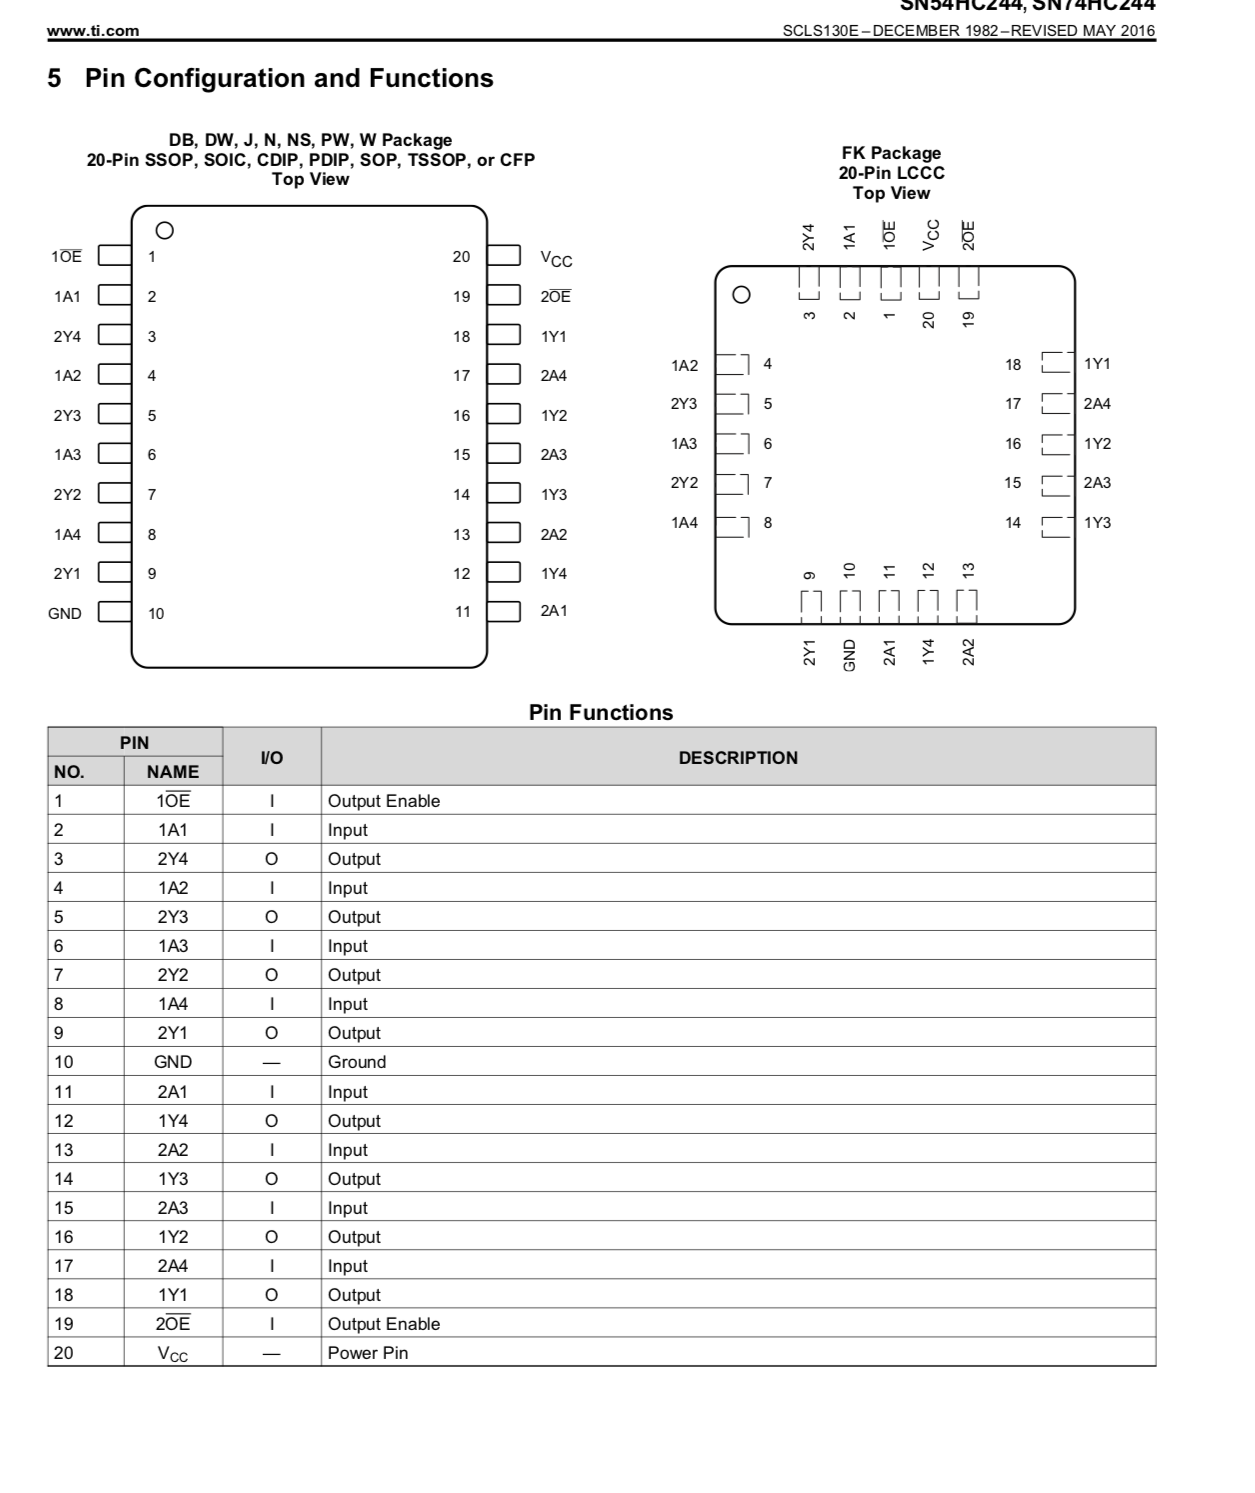 SN54HC244, SN74HC244
www.ti.com
SCLS130E – DECEMBER 1982 – REVISED MAY 2016
5 Pin Configuration and Functions
DB, DW, J, N, NS, PW, W Package
20-Pin SSOP, SOIC, CDIP, PDIP, SOP, TSSOP, or CFP
Top View
1O̅E̅ 1 20 VCC
1A1 2 19 2O̅E̅
2Y4 3 18 1Y1
1A2 4 17 2A4
2Y3 5 16 1Y2
1A3 6 15 2A3
2Y2 7 14 1Y3
1A4 8 13 2A2
2Y1 9 12 1Y4
GND 10 11 2A1
FK Package
20-Pin LCCC
Top View
2Y4 1A1 1O̅E̅ VCC 2O̅E̅
3 2 1 20 19
1A2 4 18 1Y1
2Y3 5 17 2A4
1A3 6 16 1Y2
2Y2 7 15 2A3
1A4 8 14 1Y3
9 10 11 12 13
2Y1 GND 2A1 1Y4 2A2
Pin Functions
PIN I/O DESCRIPTION
NO. NAME
1 1O̅E̅ I Output Enable
2 1A1 I Input
3 2Y4 O Output
4 1A2 I Input
5 2Y3 O Output
6 1A3 I Input
7 2Y2 O Output
8 1A4 I Input
9 2Y1 O Output
10 GND — Ground
11 2A1 I Input
12 1Y4 O Output
13 2A2 I Input
14 1Y3 O Output
15 2A3 I Input
16 1Y2 O Output
17 2A4 I Input
18 1Y1 O Output
19 2O̅E̅ I Output Enable
20 VCC — Power Pin